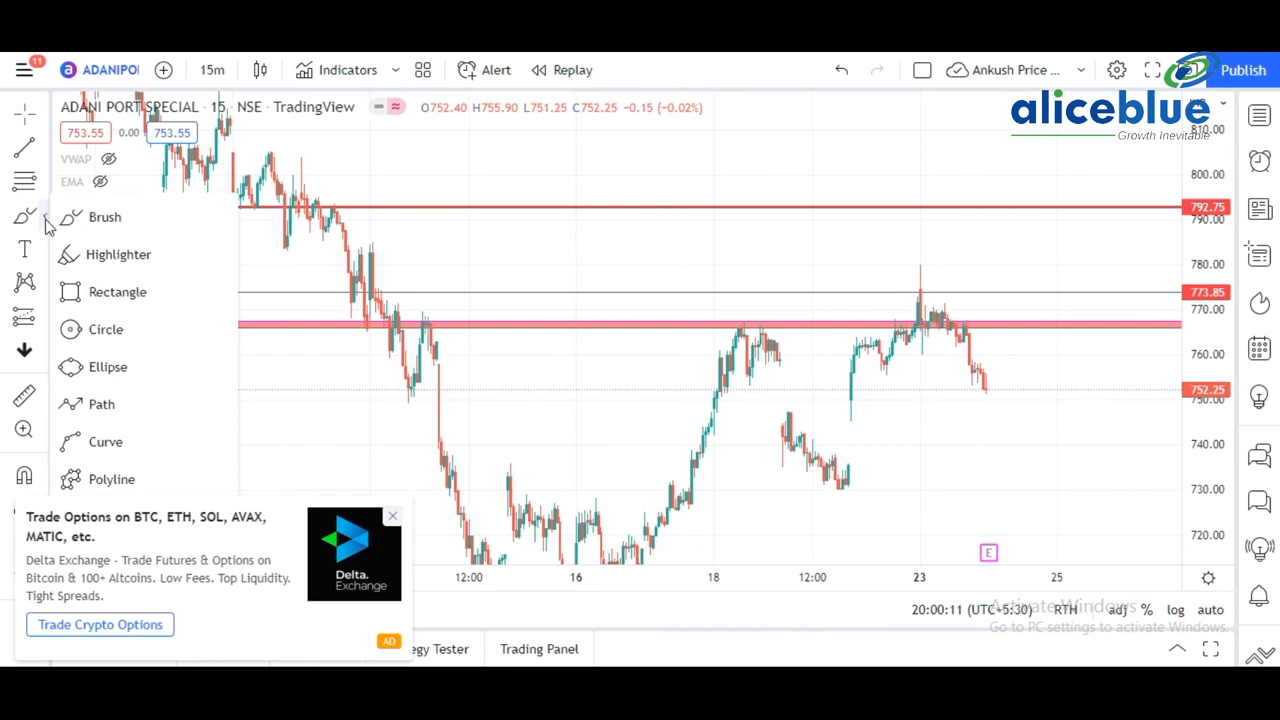 11
ADANIPO
15m
Indicators
Alert
Replay
Ankush Price ...
Publish
ADANI PORT SPECIAL · 15 · NSE · TradingView
O752.40 H755.90 L751.25 C752.25 -0.15 (-0.02%)
aliceblue
Growth Inevitable
753.55 0.00 753.55
VWAP
EMA
810.00
800.00
792.75
780.00
773.85
770.00
760.00
752.25
750.00
740.00
730.00
720.00
Brush
Highlighter
Rectangle
Circle
Ellipse
Path
Curve
Polyline
T
E
Trade Options on BTC, ETH, SOL, AVAX,
MATIC, etc.
Delta Exchange - Trade Futures & Options on
Bitcoin & 100+ Altcoins. Low Fees. Top Liquidity.
Tight Spreads.
Trade Crypto Options
AD
Delta.
Exchange
12:00 16 18 12:00 23 25
20:00:11 (UTC+5:30) RTH adj % log auto
Activate Windows
Go to PC settings to activate Windows.
egy Tester
Trading Panel